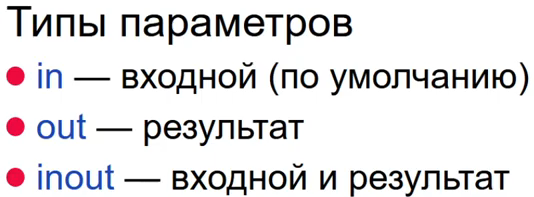 Типы параметров
in — входной (по умолчанию)
out — результат
inout — входной и результат